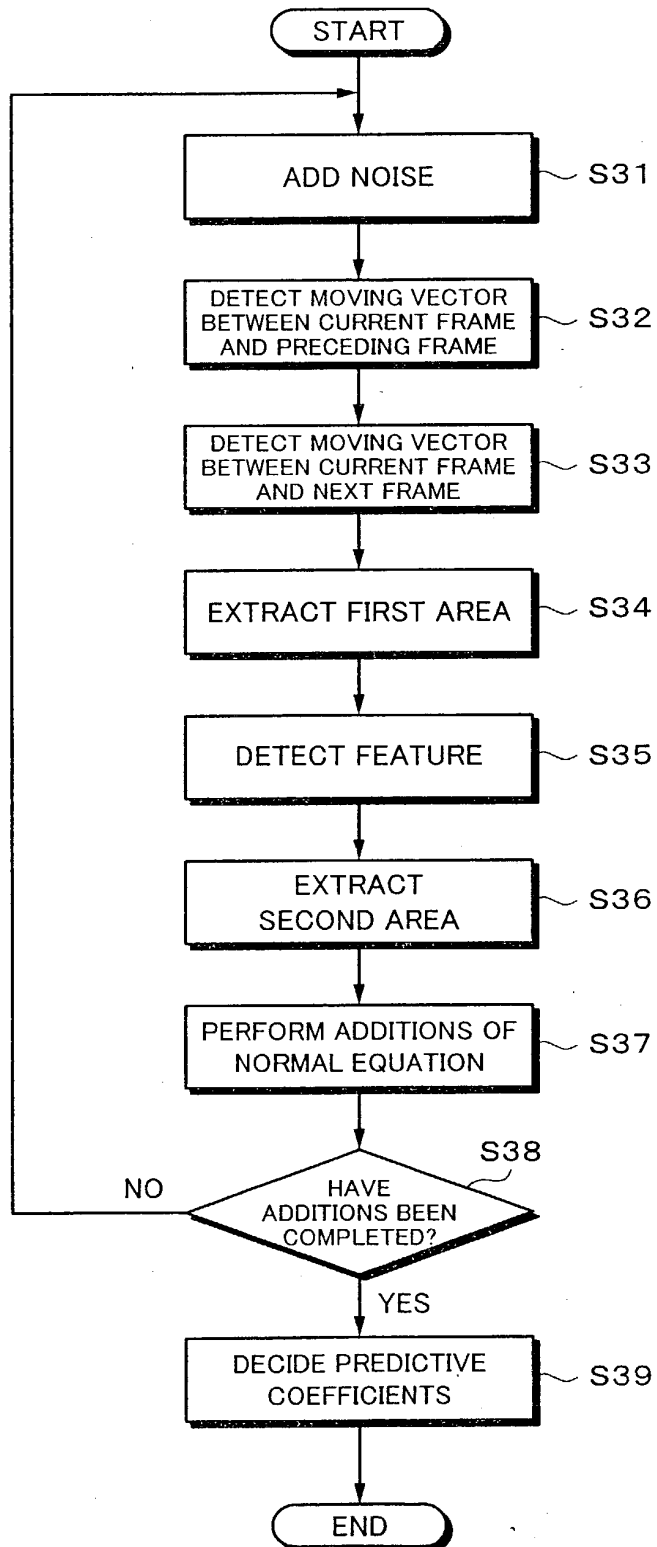 START
ADD NOISE
S31
DETECT MOVING VECTOR
BETWEEN CURRENT FRAME
AND PRECEDING FRAME
S32
DETECT MOVING VECTOR
BETWEEN CURRENT FRAME
AND NEXT FRAME
S33
EXTRACT FIRST AREA
S34
DETECT FEATURE
S35
EXTRACT
SECOND AREA
S36
PERFORM ADDITIONS OF
NORMAL EQUATION
S37
S38
HAVE
ADDITIONS BEEN
COMPLETED?
NO
YES
DECIDE PREDICTIVE
COEFFICIENTS
S39
END